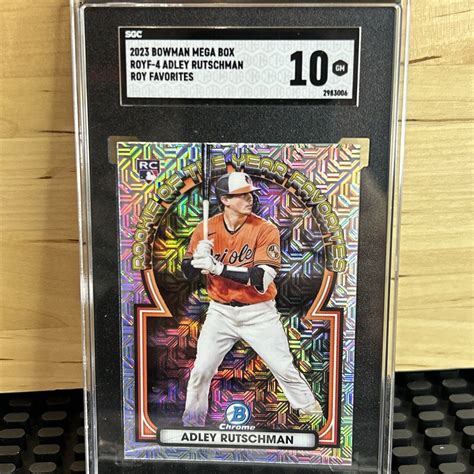 SGC
2023 BOWMAN MEGA BOX
ROYF-4 ADLEY RUTSCHMAN
ROY FAVORITES
10 GM
2983006
RC
ROOKIE OF THE YEAR FAVORITES
Orioles
B
Chrome
ADLEY RUTSCHMAN